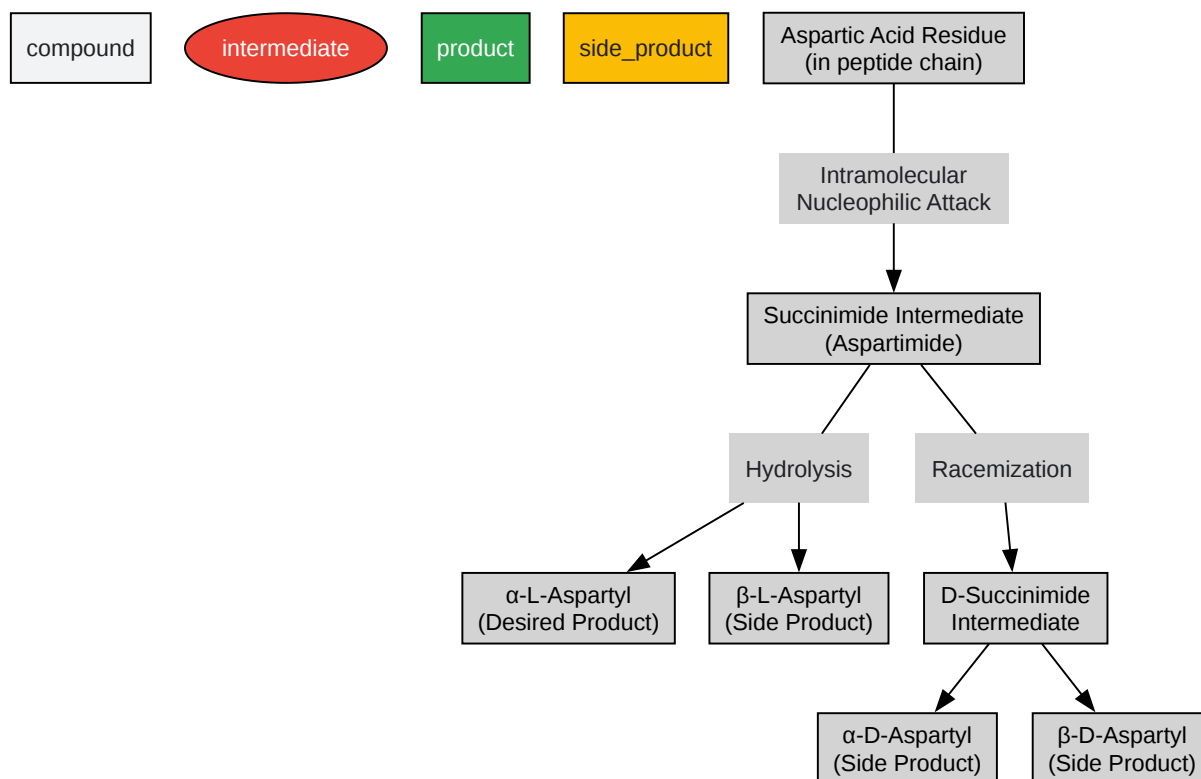 compound
intermediate
product
side_product
Aspartic Acid Residue
(in peptide chain)
Intramolecular
Nucleophilic Attack
Succinimide Intermediate
(Aspartimide)
Hydrolysis
Racemization
α-L-Aspartyl
(Desired Product)
β-L-Aspartyl
(Side Product)
D-Succinimide
Intermediate
α-D-Aspartyl
(Side Product)
β-D-Aspartyl
(Side Product)